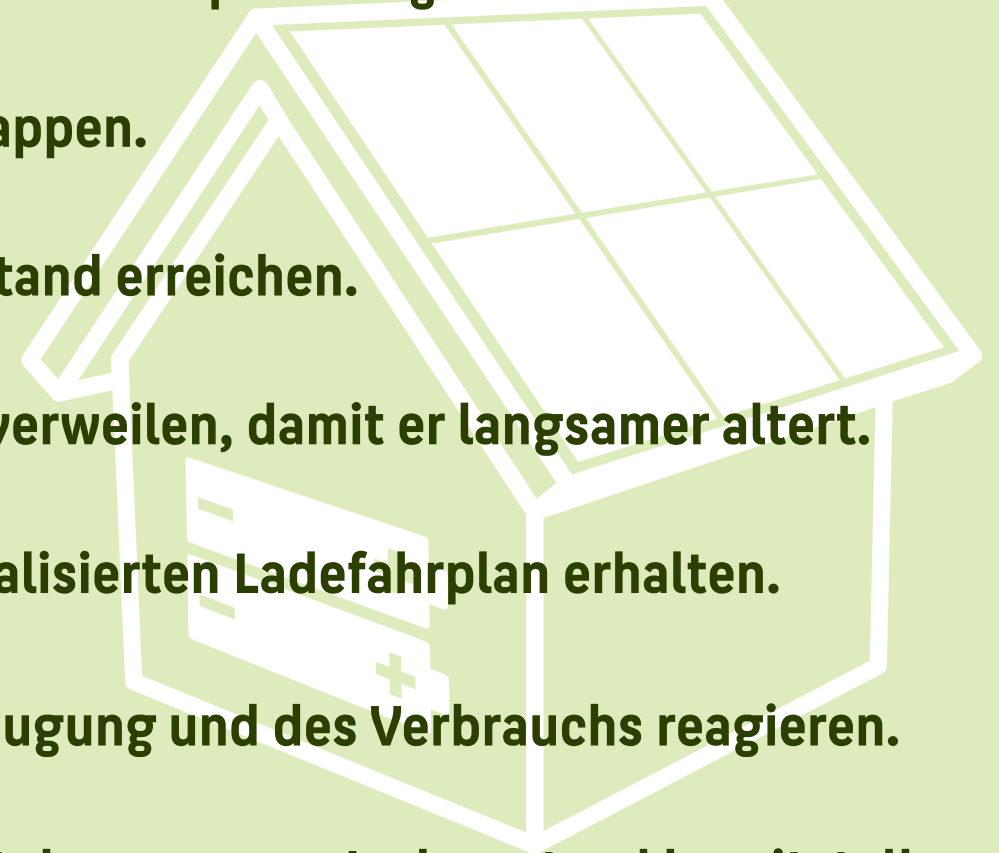 appen.
tand erreichen.
verweilen, damit er langsamer altert.
alisierten Ladefahrplan erhalten.
ugung und des Verbrauchs reagieren.